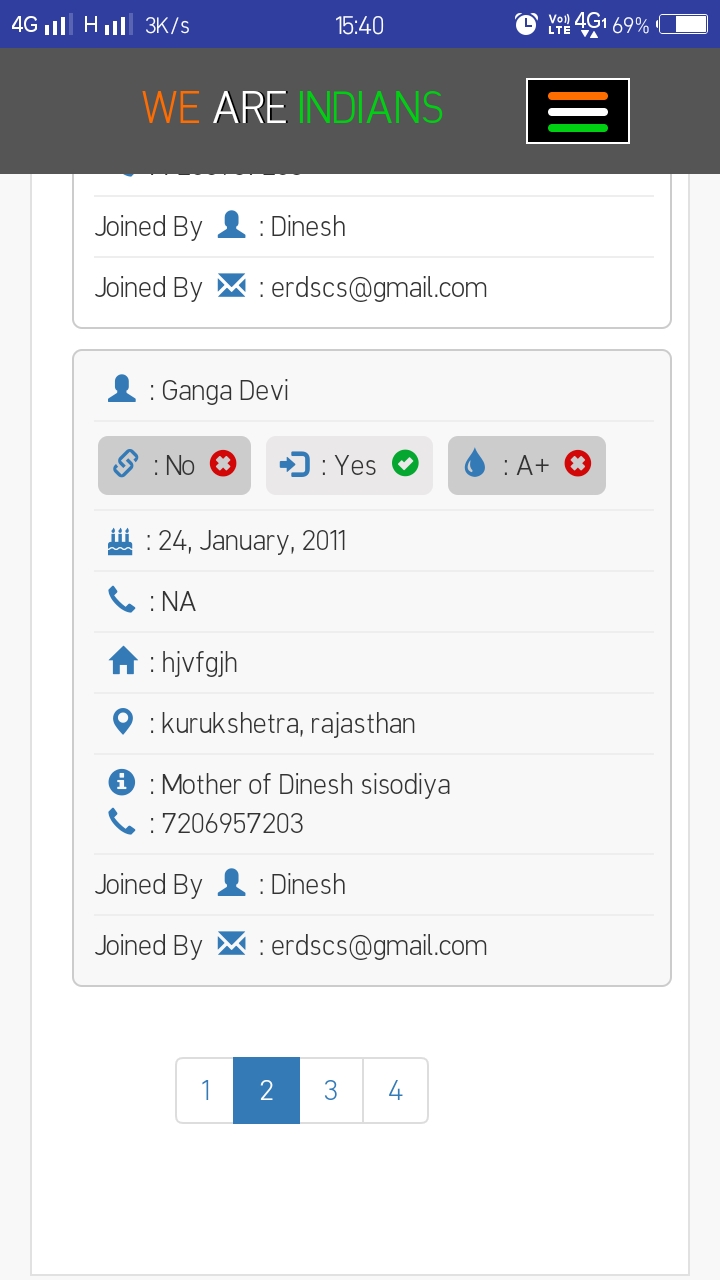 4G H 3K/s 15:40 Vo)) LTE 4G1 69%
WE ARE INDIANS
Joined By : Dinesh
Joined By : erdscs@gmail.com
: Ganga Devi
: No : Yes : A+
: 24, January, 2011
: NA
: hjvfgjh
: kurukshetra, rajasthan
: Mother of Dinesh sisodiya
: 7206957203
Joined By : Dinesh
Joined By : erdscs@gmail.com
1 2 3 4